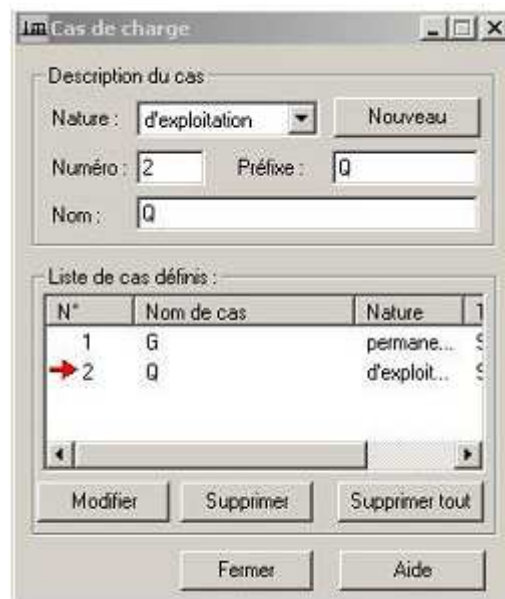 Cas de charge
Description du cas
Nature : d'exploitation Nouveau
Numéro : 2 Préfixe : Q
Nom : Q
Liste de cas définis :
N° Nom de cas Nature
1 G permane...
2 Q d'exploit...
Modifier Supprimer Supprimer tout
Fermer Aide